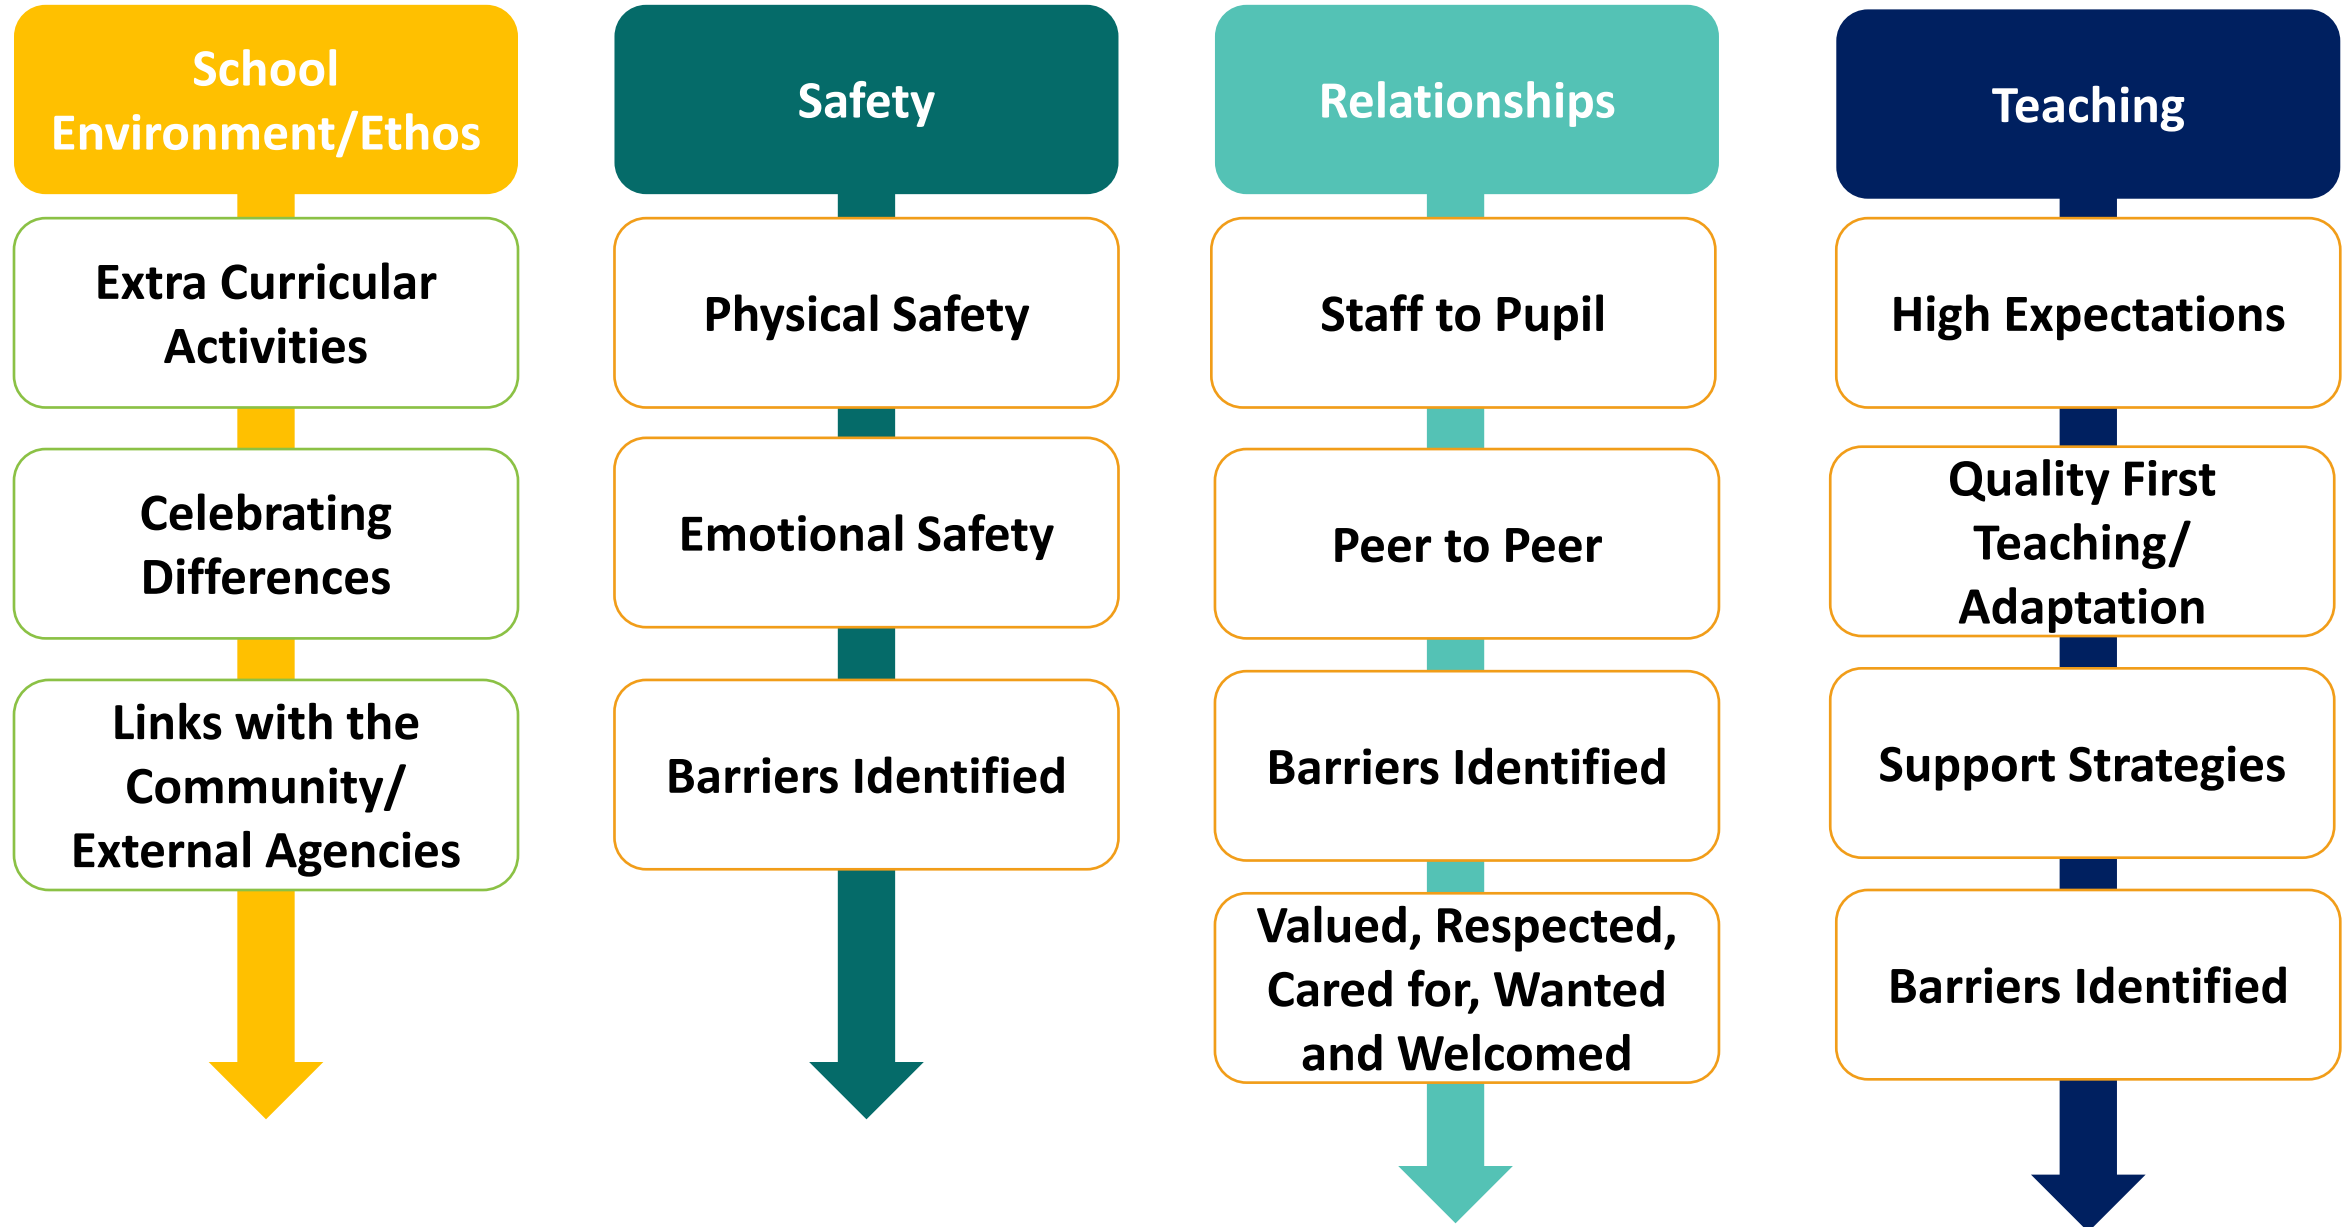 School
Environment/Ethos
Extra Curricular
Activities
Celebrating
Differences
Links with the
Community/
External Agencies
Safety
Physical Safety
Emotional Safety
Barriers Identified
Relationships
Staff to Pupil
Peer to Peer
Barriers Identified
Valued, Respected,
Cared for, Wanted
and Welcomed
Teaching
High Expectations
Quality First
Teaching/
Adaptation
Support Strategies
Barriers Identified